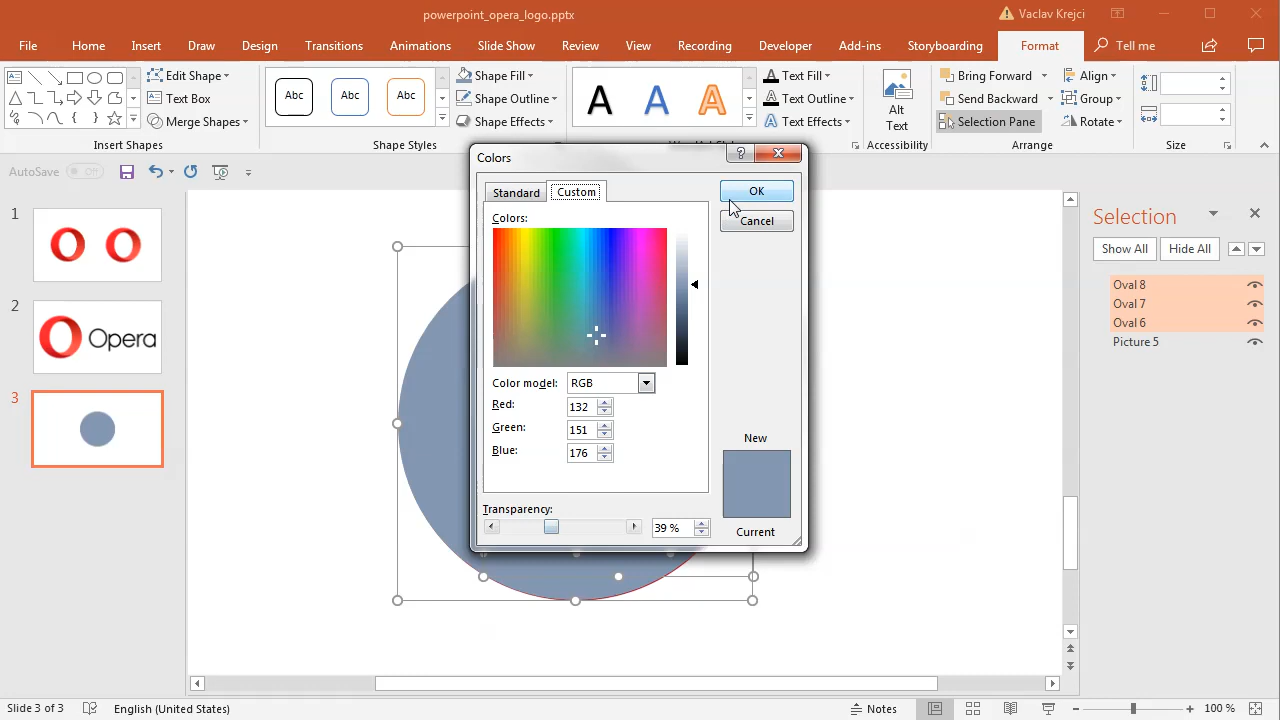 powerpoint_opera_logo.pptx
Vaclav Krejci
File Home Insert Draw Design Transitions Animations Slide Show Review View Recording Developer Add-ins Storyboarding Format Tell me
Edit Shape
Text Box
Merge Shapes
Insert Shapes
Abc Abc Abc
Shape Fill
Shape Outline
Shape Effects
Shape Styles
A A A
Text Fill
Text Outline
Text Effects
Alt
Text
Accessibility
Bring Forward
Send Backward
Selection Pane
Align
Group
Rotate
Arrange
Size
AutoSave Off
Colors
?
Standard Custom
OK
Cancel
Colors:
Color model: RGB
Red: 132
Green: 151
Blue: 176
Transparency:
39 %
New
Current
1
2
Opera
3
Selection
Show All Hide All
Oval 8
Oval 7
Oval 6
Picture 5
Slide 3 of 3 English (United States) Notes 100 %